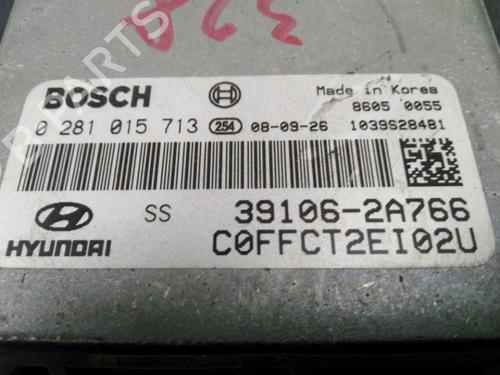 BOSCH
Made in Korea
8605 0055
0 281 015 713 254 08-09-26 1039S28481
HYUNDAI
SS
39106-2A766
C0FFCT2EI02U
PARTS